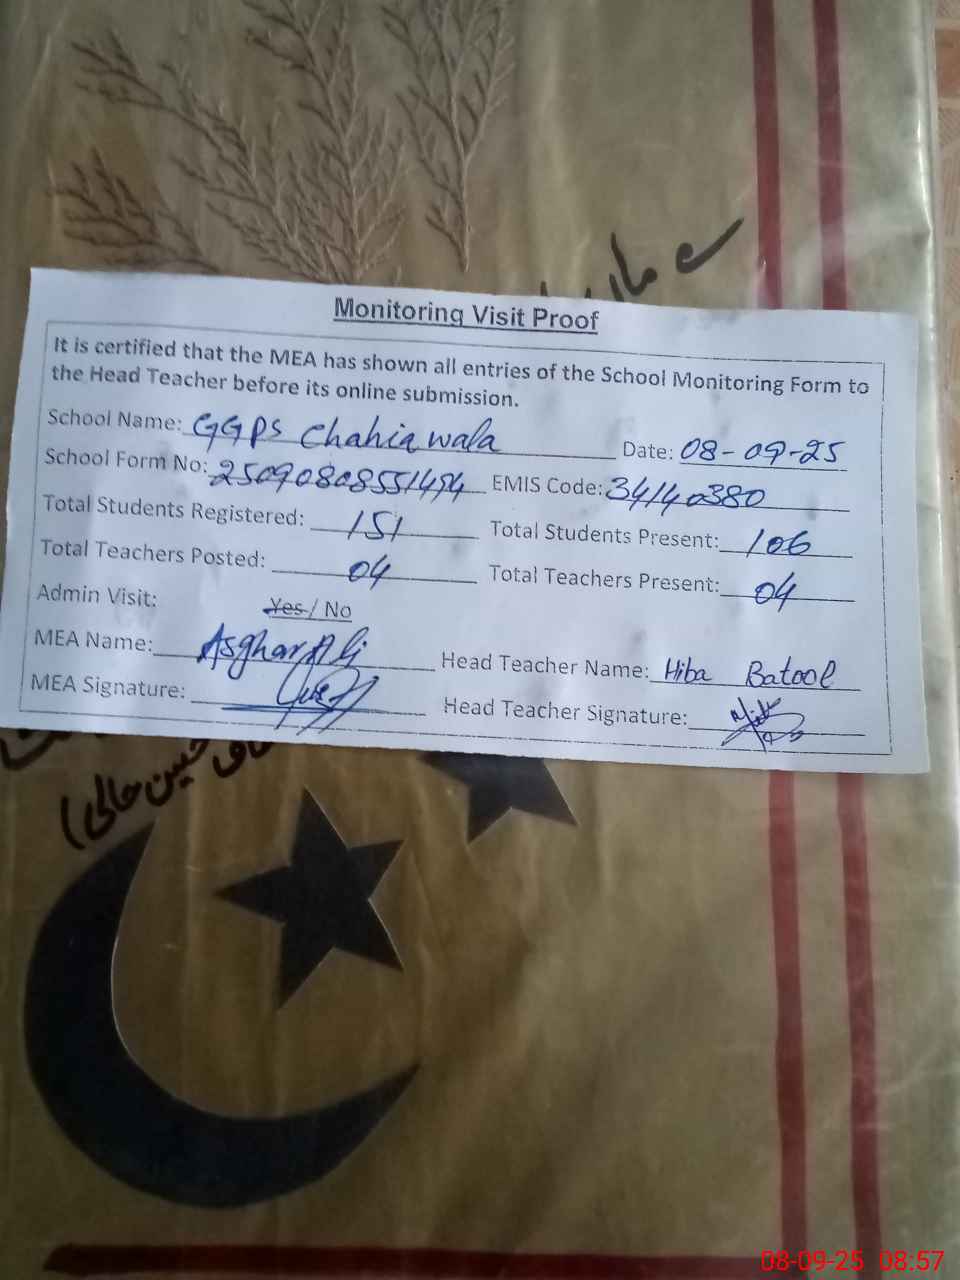 Monitoring Visit Proof
It is certified that the MEA has shown all entries of the School Monitoring Form to
the Head Teacher before its online submission.
School Name: GGPS Chahiawala Date: 08-09-25
School Form No: 25090808551494 EMIS Code: 34140380
Total Students Registered: 151 Total Students Present: 106
Total Teachers Posted: 04 Total Teachers Present: 04
Admin Visit: Yes / No
MEA Name: Asghar Ali Head Teacher Name: Hiba Batool
MEA Signature: Head Teacher Signature:
حسین حالی)
08-09-25 08:57